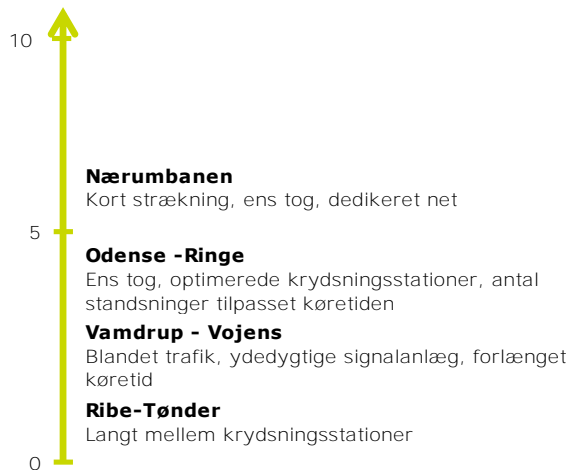 10
Nærumbanen
Kort strækning, ens tog, dedikeret net
5
Odense -Ringe
Ens tog, optimerede krydsningsstationer, antal
standsninger tilpasset køretiden
Vamdrup - Vojens
Blandet trafik, ydedygtige signalanlæg, forlænget
køretid
Ribe-Tønder
Langt mellem krydsningsstationer
0